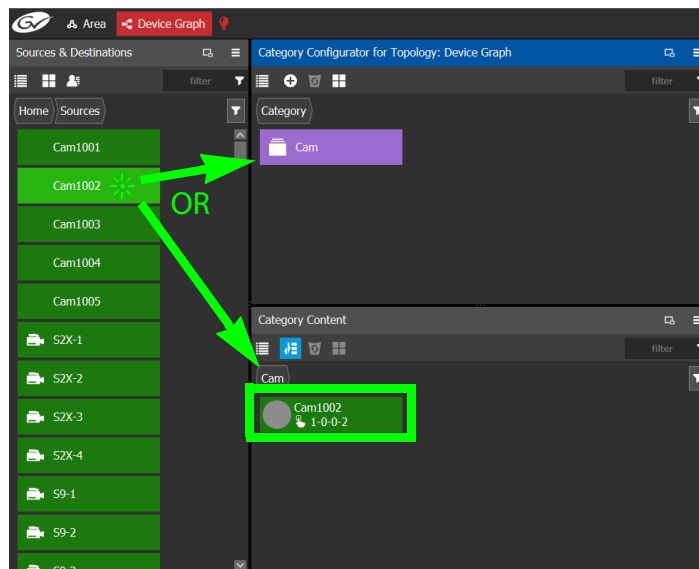 GV Area Device Graph
Sources & Destinations
filter
Home Sources
Cam1001
Cam1002
Cam1003
Cam1004
Cam1005
S2X-1
S2X-2
S2X-3
S2X-4
S9-1
S9-2
OR
Category Configurator for Topology: Device Graph
filter
Category
Cam
Category Content
filter
Cam
Cam1002
1-0-0-2